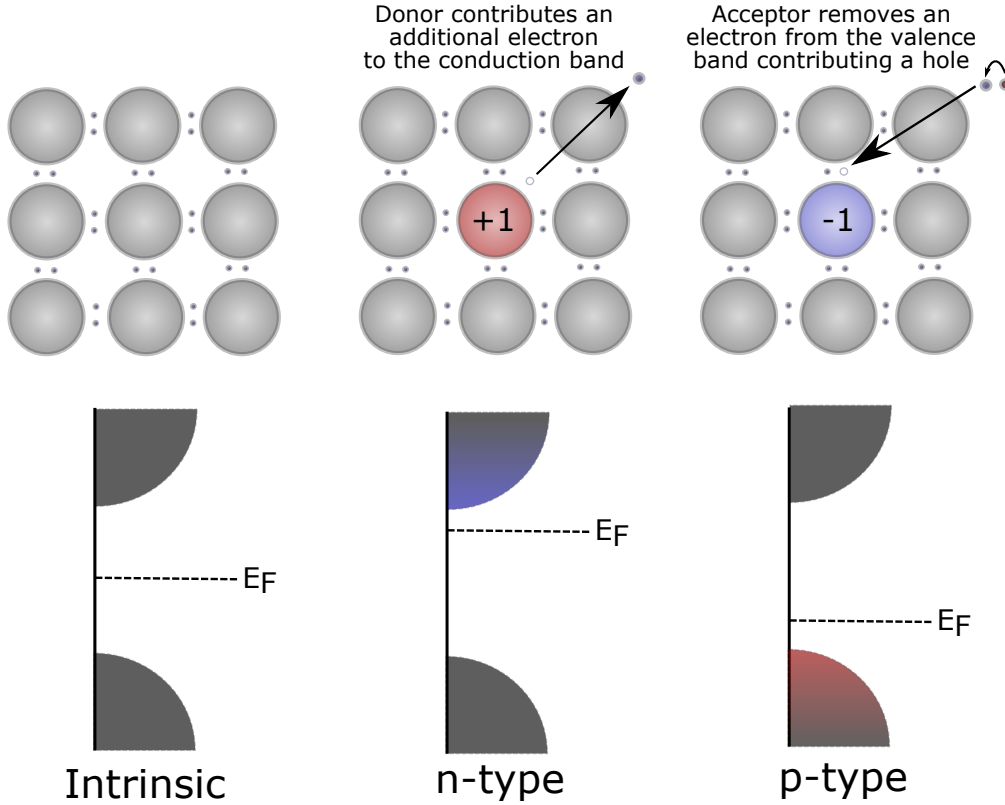 Donor contributes an
additional electron
to the conduction band
Acceptor removes an
electron from the valence
band contributing a hole
+1
-1
EF
EF
EF
Intrinsic
n-type
p-type